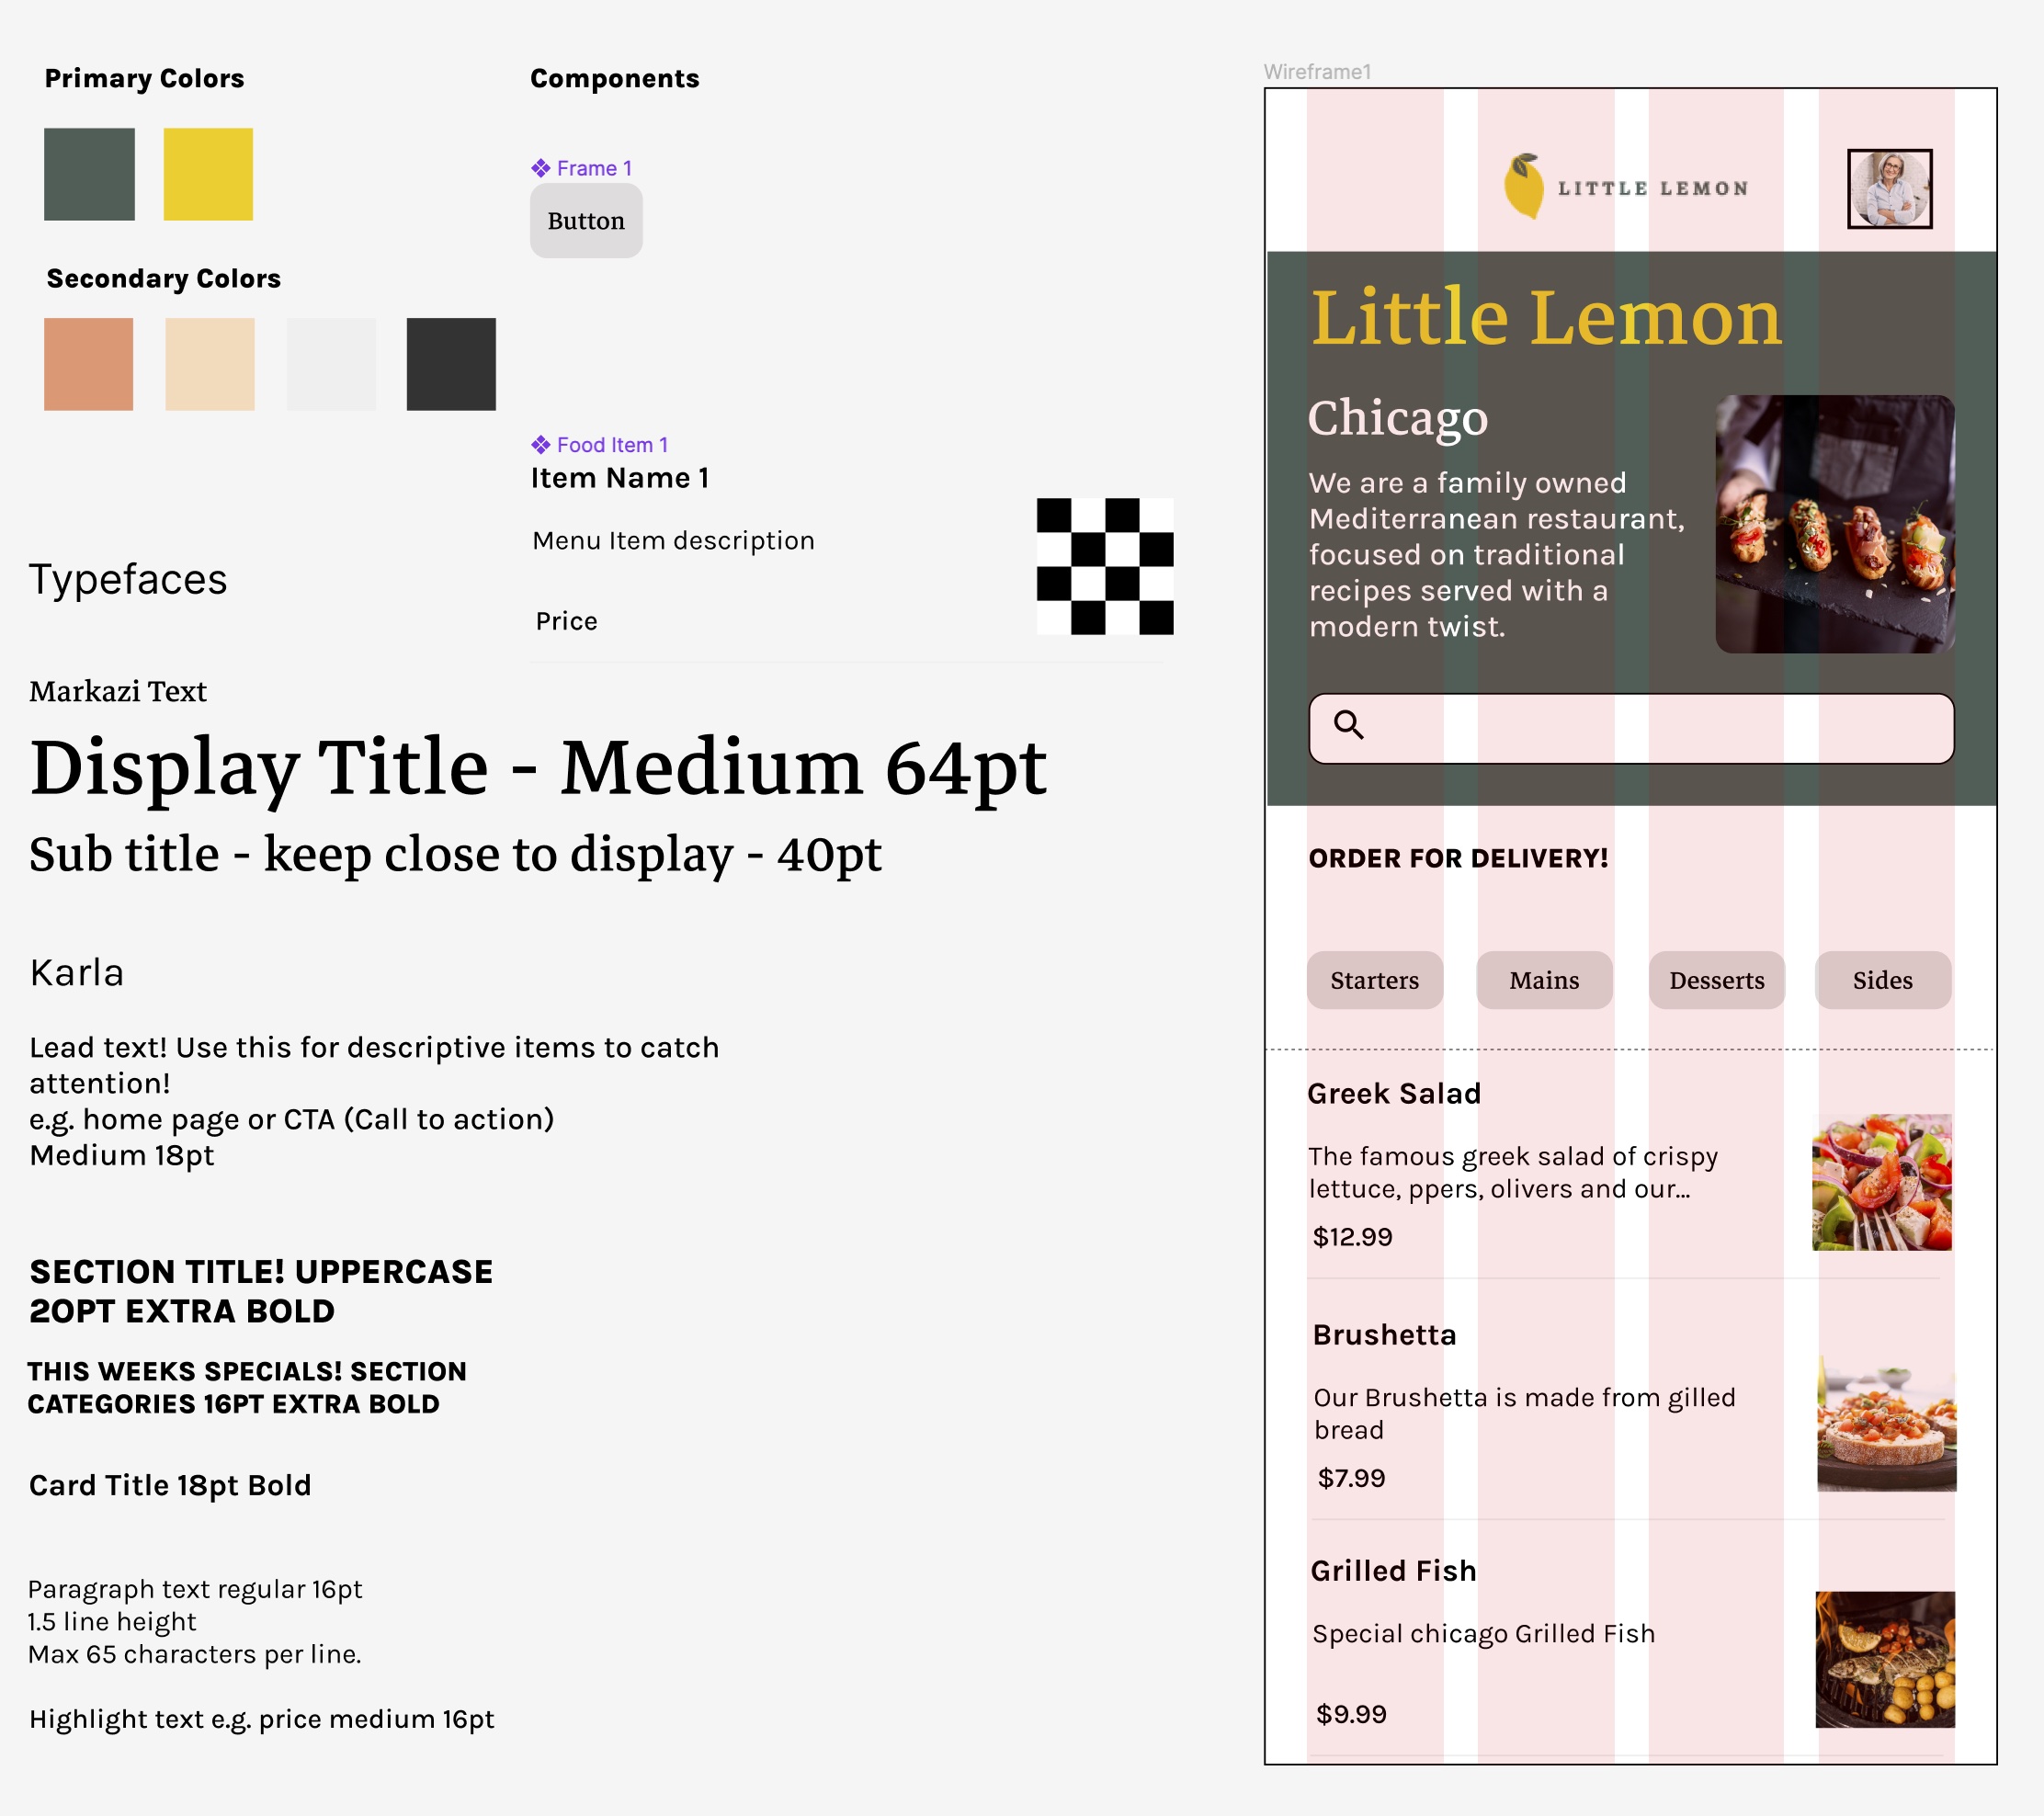 Primary Colors
Secondary Colors
Components
Frame 1
Button
Food Item 1
Item Name 1
Menu Item description
Price
Typefaces
Markazi Text
Display Title - Medium 64pt
Sub title - keep close to display - 40pt
Karla
Lead text! Use this for descriptive items to catch
attention!
e.g. home page or CTA (Call to action)
Medium 18pt
SECTION TITLE! UPPERCASE
20PT EXTRA BOLD
THIS WEEKS SPECIALS! SECTION
CATEGORIES 16PT EXTRA BOLD
Card Title 18pt Bold
Paragraph text regular 16pt
1.5 line height
Max 65 characters per line.
Highlight text e.g. price medium 16pt
Wireframe1
LITTLE LEMON
Little Lemon
Chicago
We are a family owned
Mediterranean restaurant,
focused on traditional
recipes served with a
modern twist.
ORDER FOR DELIVERY!
Starters
Mains
Desserts
Sides
Greek Salad
The famous greek salad of crispy
lettuce, ppers, olivers and our...
$12.99
Brushetta
Our Brushetta is made from gilled
bread
$7.99
Grilled Fish
Special chicago Grilled Fish
$9.99